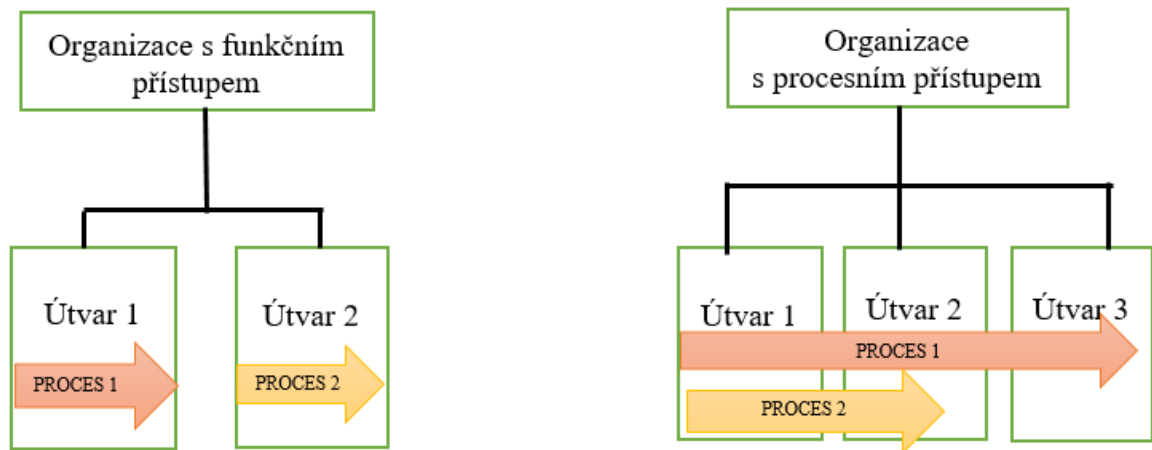 Organizace s funkčním
přístupem
Útvar 1
Útvar 2
PROCES 1
PROCES 2
Organizace
s procesním přístupem
Útvar 1
Útvar 2
Útvar 3
PROCES 1
PROCES 2